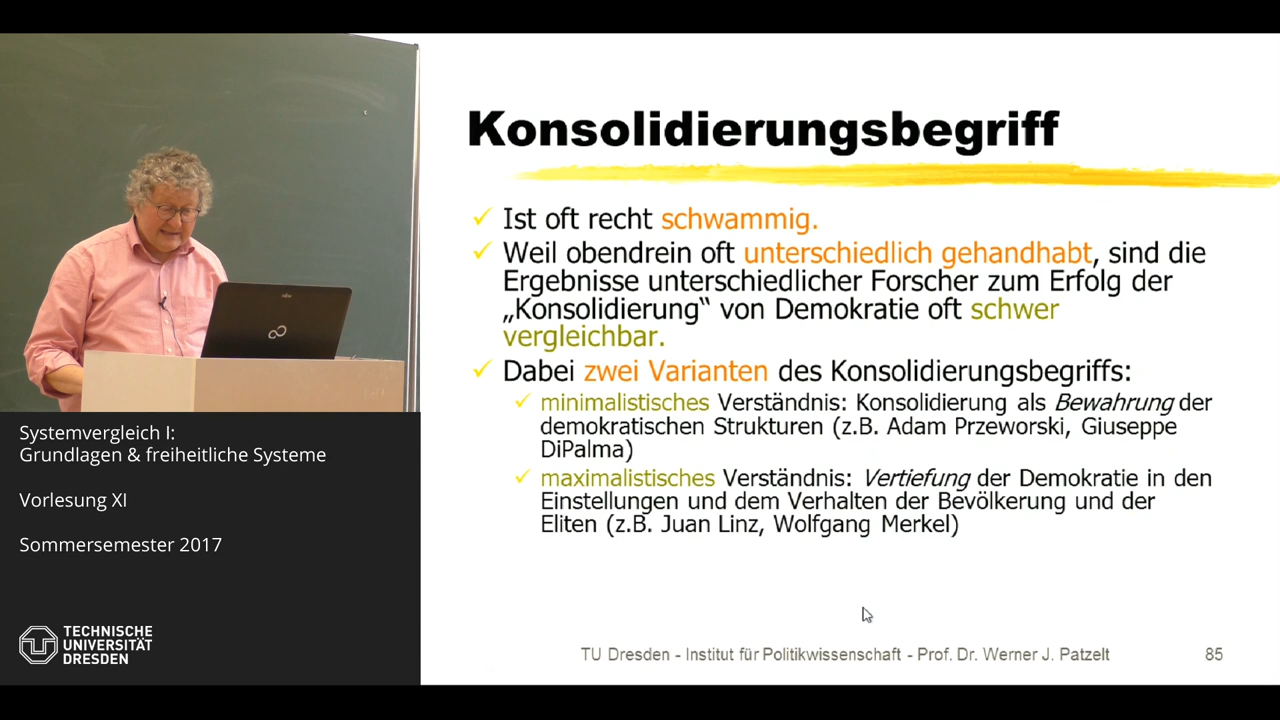 Konsolidierungsbegriff
Ist oft recht schwammig.
Weil obendrein oft unterschiedlich gehandhabt, sind die
Ergebnisse unterschiedlicher Forscher zum Erfolg der
„Konsolidierung“ von Demokratie oft schwer
vergleichbar.
Dabei zwei Varianten des Konsolidierungsbegriffs:
minimalistisches Verständnis: Konsolidierung als Bewahrung der
demokratischen Strukturen (z.B. Adam Przeworski, Giuseppe
DiPalma)
maximalistisches Verständnis: Vertiefung der Demokratie in den
Einstellungen und dem Verhalten der Bevölkerung und der
Eliten (z.B. Juan Linz, Wolfgang Merkel)
TU Dresden - Institut für Politikwissenschaft - Prof. Dr. Werner J. Patzelt
85
Systemvergleich I:
Grundlagen & freiheitliche Systeme
Vorlesung XI
Sommersemester 2017
TECHNISCHE
UNIVERSITÄT
DRESDEN